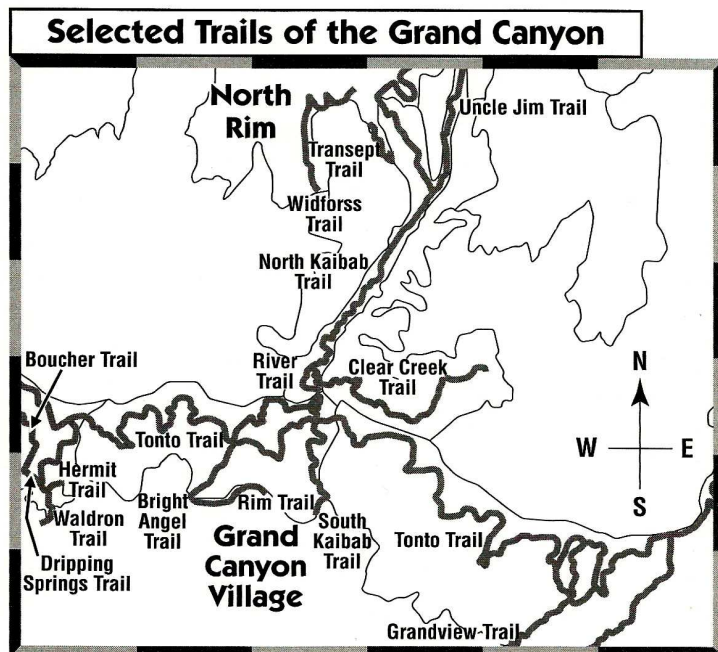 Selected Trails of the Grand Canyon
North
Rim
Uncle Jim Trail
Transept
Trail
Widforss
Trail
North Kaibab
Trail
Boucher Trail
River
Trail
Clear Creek
Trail
N
W
E
S
Tonto Trail
Hermit
Trail
Bright
Angel
Trail
Rim Trail
Waldron
Trail
South
Kaibab
Trail
Tonto Trail
Grand
Canyon
Village
Dripping
Springs Trail
Grandview Trail